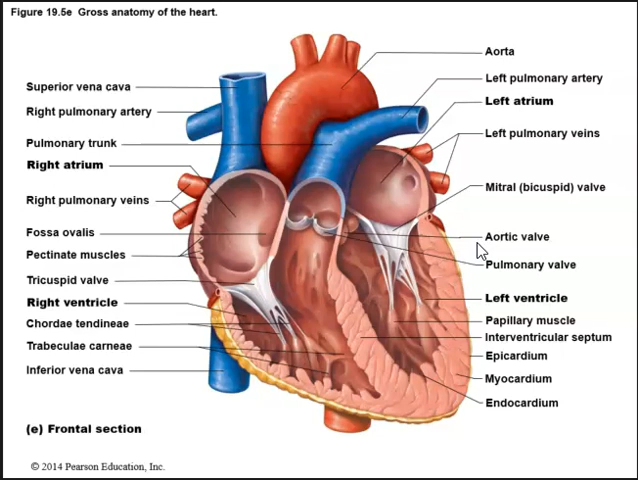 Figure 19.5e Gross anatomy of the heart.
Superior vena cava
Right pulmonary artery
Pulmonary trunk
Right atrium
Right pulmonary veins
Fossa ovalis
Pectinate muscles
Tricuspid valve
Right ventricle
Chordae tendineae
Trabeculae carneae
Inferior vena cava
Aorta
Left pulmonary artery
Left atrium
Left pulmonary veins
Mitral (bicuspid) valve
Aortic valve
Pulmonary valve
Left ventricle
Papillary muscle
Interventricular septum
Epicardium
Myocardium
Endocardium
(e) Frontal section
© 2014 Pearson Education, Inc.